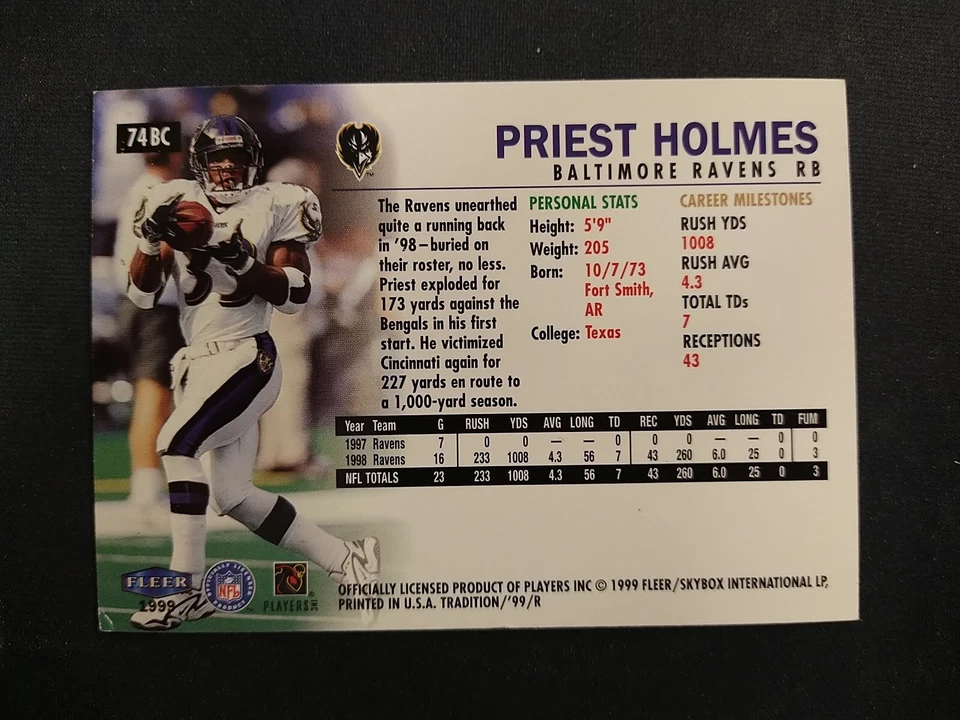 74 BC
PRIEST HOLMES
BALTIMORE RAVENS RB
The Ravens unearthed
quite a running back
in '98–buried on
their roster, no less.
Priest exploded for
173 yards against the
Bengals in his first
start. He victimized
Cincinnati again for
227 yards en route to
a 1,000-yard season.
PERSONAL STATS
Height: 5'9"
Weight: 205
Born: 10/7/73
Fort Smith,
AR
College: Texas
CAREER MILESTONES
RUSH YDS
1008
RUSH AVG
4.3
TOTAL TDs
7
RECEPTIONS
43
Year Team G RUSH YDS AVG LONG TD REC YDS AVG LONG TD FUM
1997 Ravens 7 0 0 — — 0 0 0 — — 0 0
1998 Ravens 16 233 1008 4.3 56 7 43 260 6.0 25 0 3
NFL TOTALS 23 233 1008 4.3 56 7 43 260 6.0 25 0 3
FLEER
1999
OFFICIALLY LICENSED PRODUCT
NFL
PLAYERS INC
OFFICIALLY LICENSED PRODUCT OF PLAYERS INC © 1999 FLEER/SKYBOX INTERNATIONAL LP,
PRINTED IN U.S.A. TRADITION/'99/R